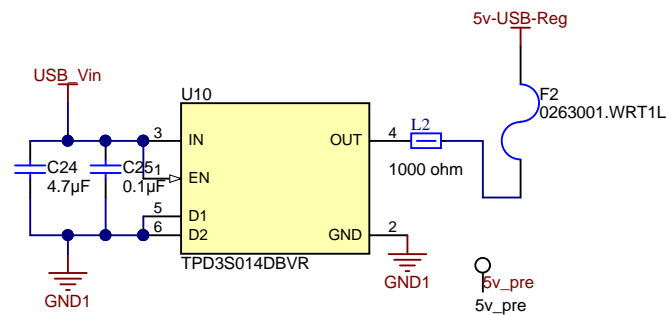 5v-USB-Reg
USB_Vin
U10
F2
0263001.WRT1L
3 IN OUT 4 L2
C24 C25 1 EN 1000 ohm
4.7µF 0.1µF
5 D1
6 D2 GND 2
TPD3S014DBVR
GND1 GND1 5v_pre
5v_pre